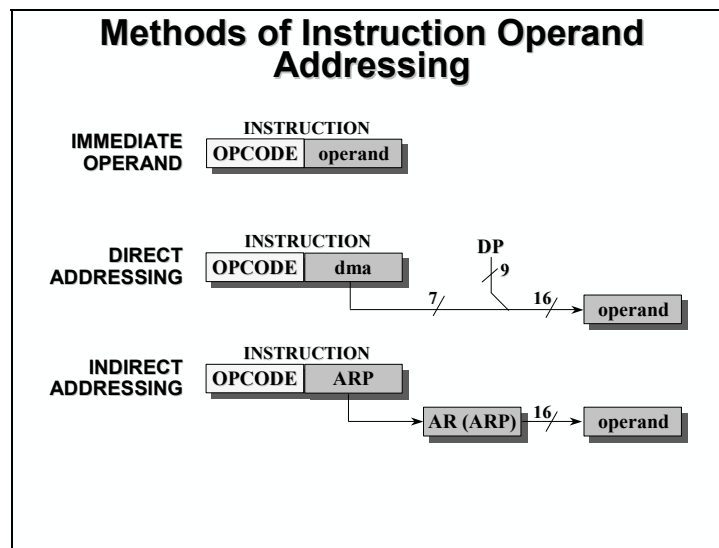 Methods of Instruction Operand
Addressing
IMMEDIATE
OPERAND
INSTRUCTION
OPCODE operand
DIRECT
ADDRESSING
INSTRUCTION
OPCODE dma
DP
9
7
16
operand
INDIRECT
ADDRESSING
INSTRUCTION
OPCODE ARP
AR (ARP)
16
operand